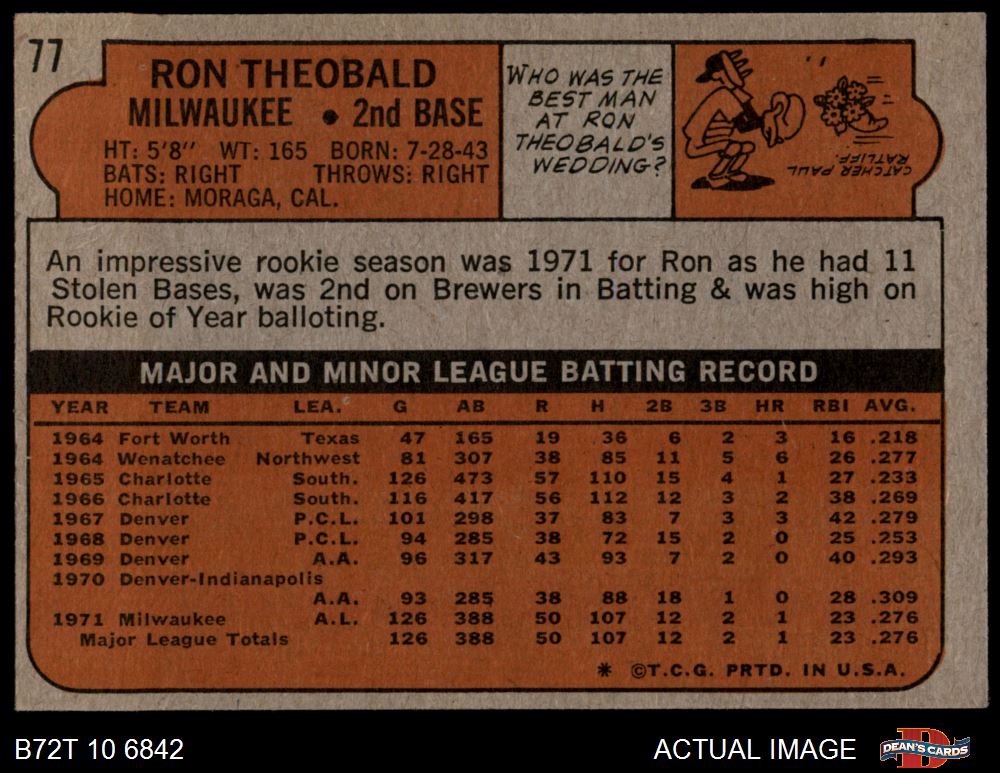 77
RON THEOBALD
MILWAUKEE • 2nd BASE
HT: 5'8" WT: 165 BORN: 7-28-43
BATS: RIGHT THROWS: RIGHT
HOME: MORAGA, CAL.
WHO WAS THE
BEST MAN
AT RON
THEOBALD'S
WEDDING?
CATCHER PAUL
RATLIFF.
An impressive rookie season was 1971 for Ron as he had 11
Stolen Bases, was 2nd on Brewers in Batting & was high on
Rookie of Year balloting.
MAJOR AND MINOR LEAGUE BATTING RECORD
YEAR TEAM LEA. G AB R H 2B 3B HR RBI AVG.
1964 Fort Worth Texas 47 165 19 36 6 2 3 16 .218
1964 Wenatchee Northwest 81 307 38 85 11 5 6 26 .277
1965 Charlotte South. 126 473 57 110 15 4 1 27 .233
1966 Charlotte South. 116 417 56 112 12 3 2 38 .269
1967 Denver P.C.L. 101 298 37 83 7 3 3 42 .279
1968 Denver P.C.L. 94 285 38 72 15 2 0 25 .253
1969 Denver A.A. 96 317 43 93 7 2 0 40 .293
1970 Denver-Indianapolis
A.A. 93 285 38 88 18 1 0 28 .309
1971 Milwaukee A.L. 126 388 50 107 12 2 1 23 .276
Major League Totals 126 388 50 107 12 2 1 23 .276
* ©T.C.G. PRTD. IN U.S.A.
B72T 10 6842
ACTUAL IMAGE
DEAN'S CARDS